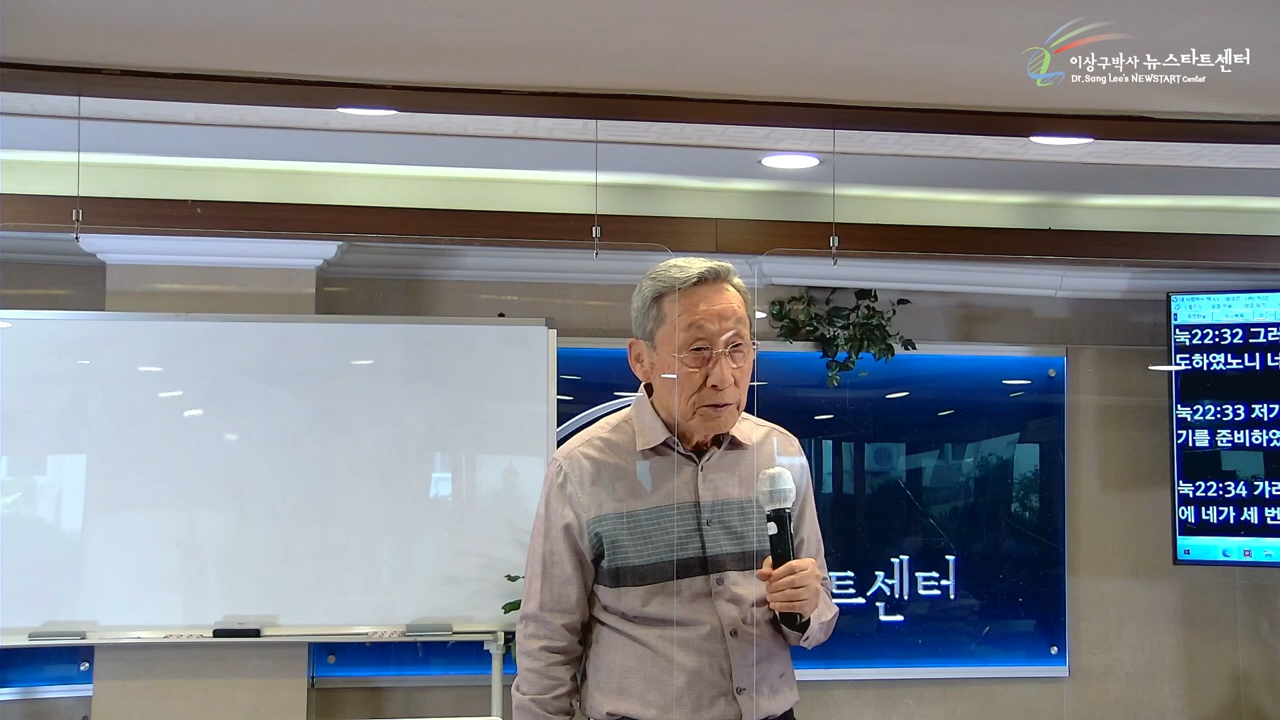 이상구박사 뉴스타트센터
Dr. Sang Lee's NEWSTART Center
눅22:32 그러
도하였노니 너
눅22:33 저가
기를 준비하였
눅22:34 가라
에 네가 세 번
트센터